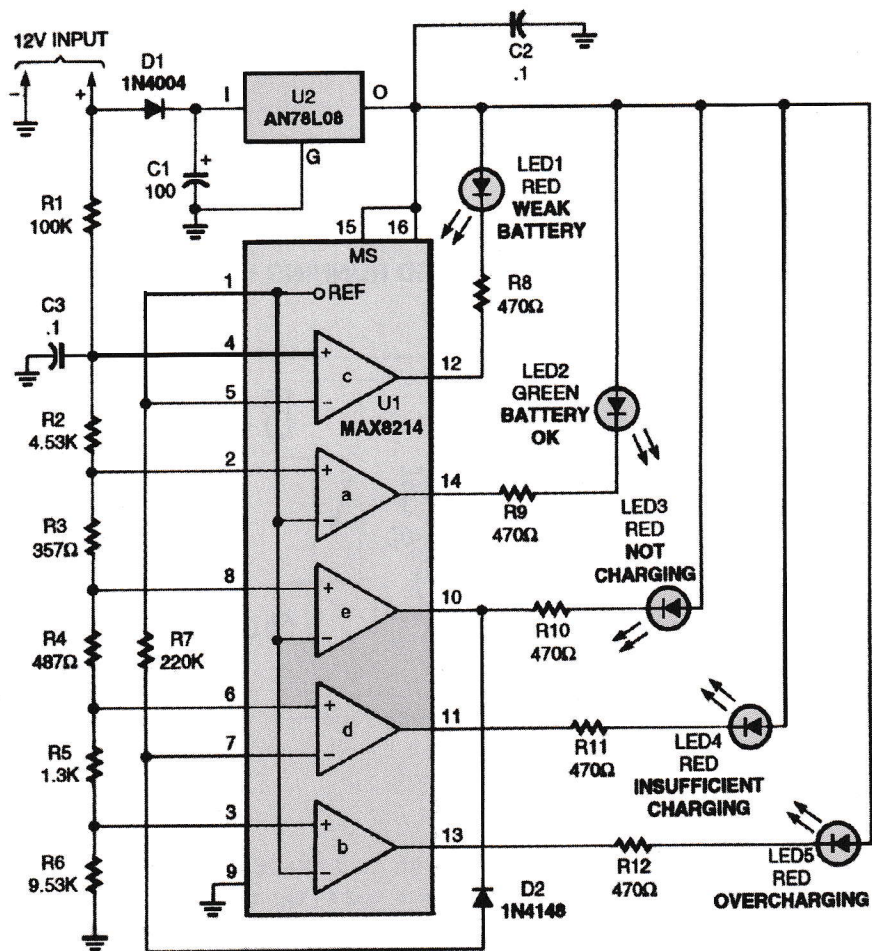 12V INPUT
-
+
D1
1N4004
I
U2
AN78L08
O
G
C1
100
+
C2
.1
R1
100K
15
16
MS
LED1
RED
WEAK
BATTERY
1
REF
R8
470Ω
C3
.1
4
+
c
-
5
12
U1
MAX8214
LED2
GREEN
BATTERY
OK
R2
4.53K
2
+
a
-
14
R9
470Ω
R3
357Ω
LED3
RED
NOT
CHARGING
8
+
e
-
10
R10
470Ω
R4
487Ω
R7
220K
6
+
d
-
7
11
R11
470Ω
LED4
RED
INSUFFICIENT
CHARGING
R5
1.3K
3
+
b
-
13
R12
470Ω
LED5
RED
OVERCHARGING
R6
9.53K
9
D2
1N4148